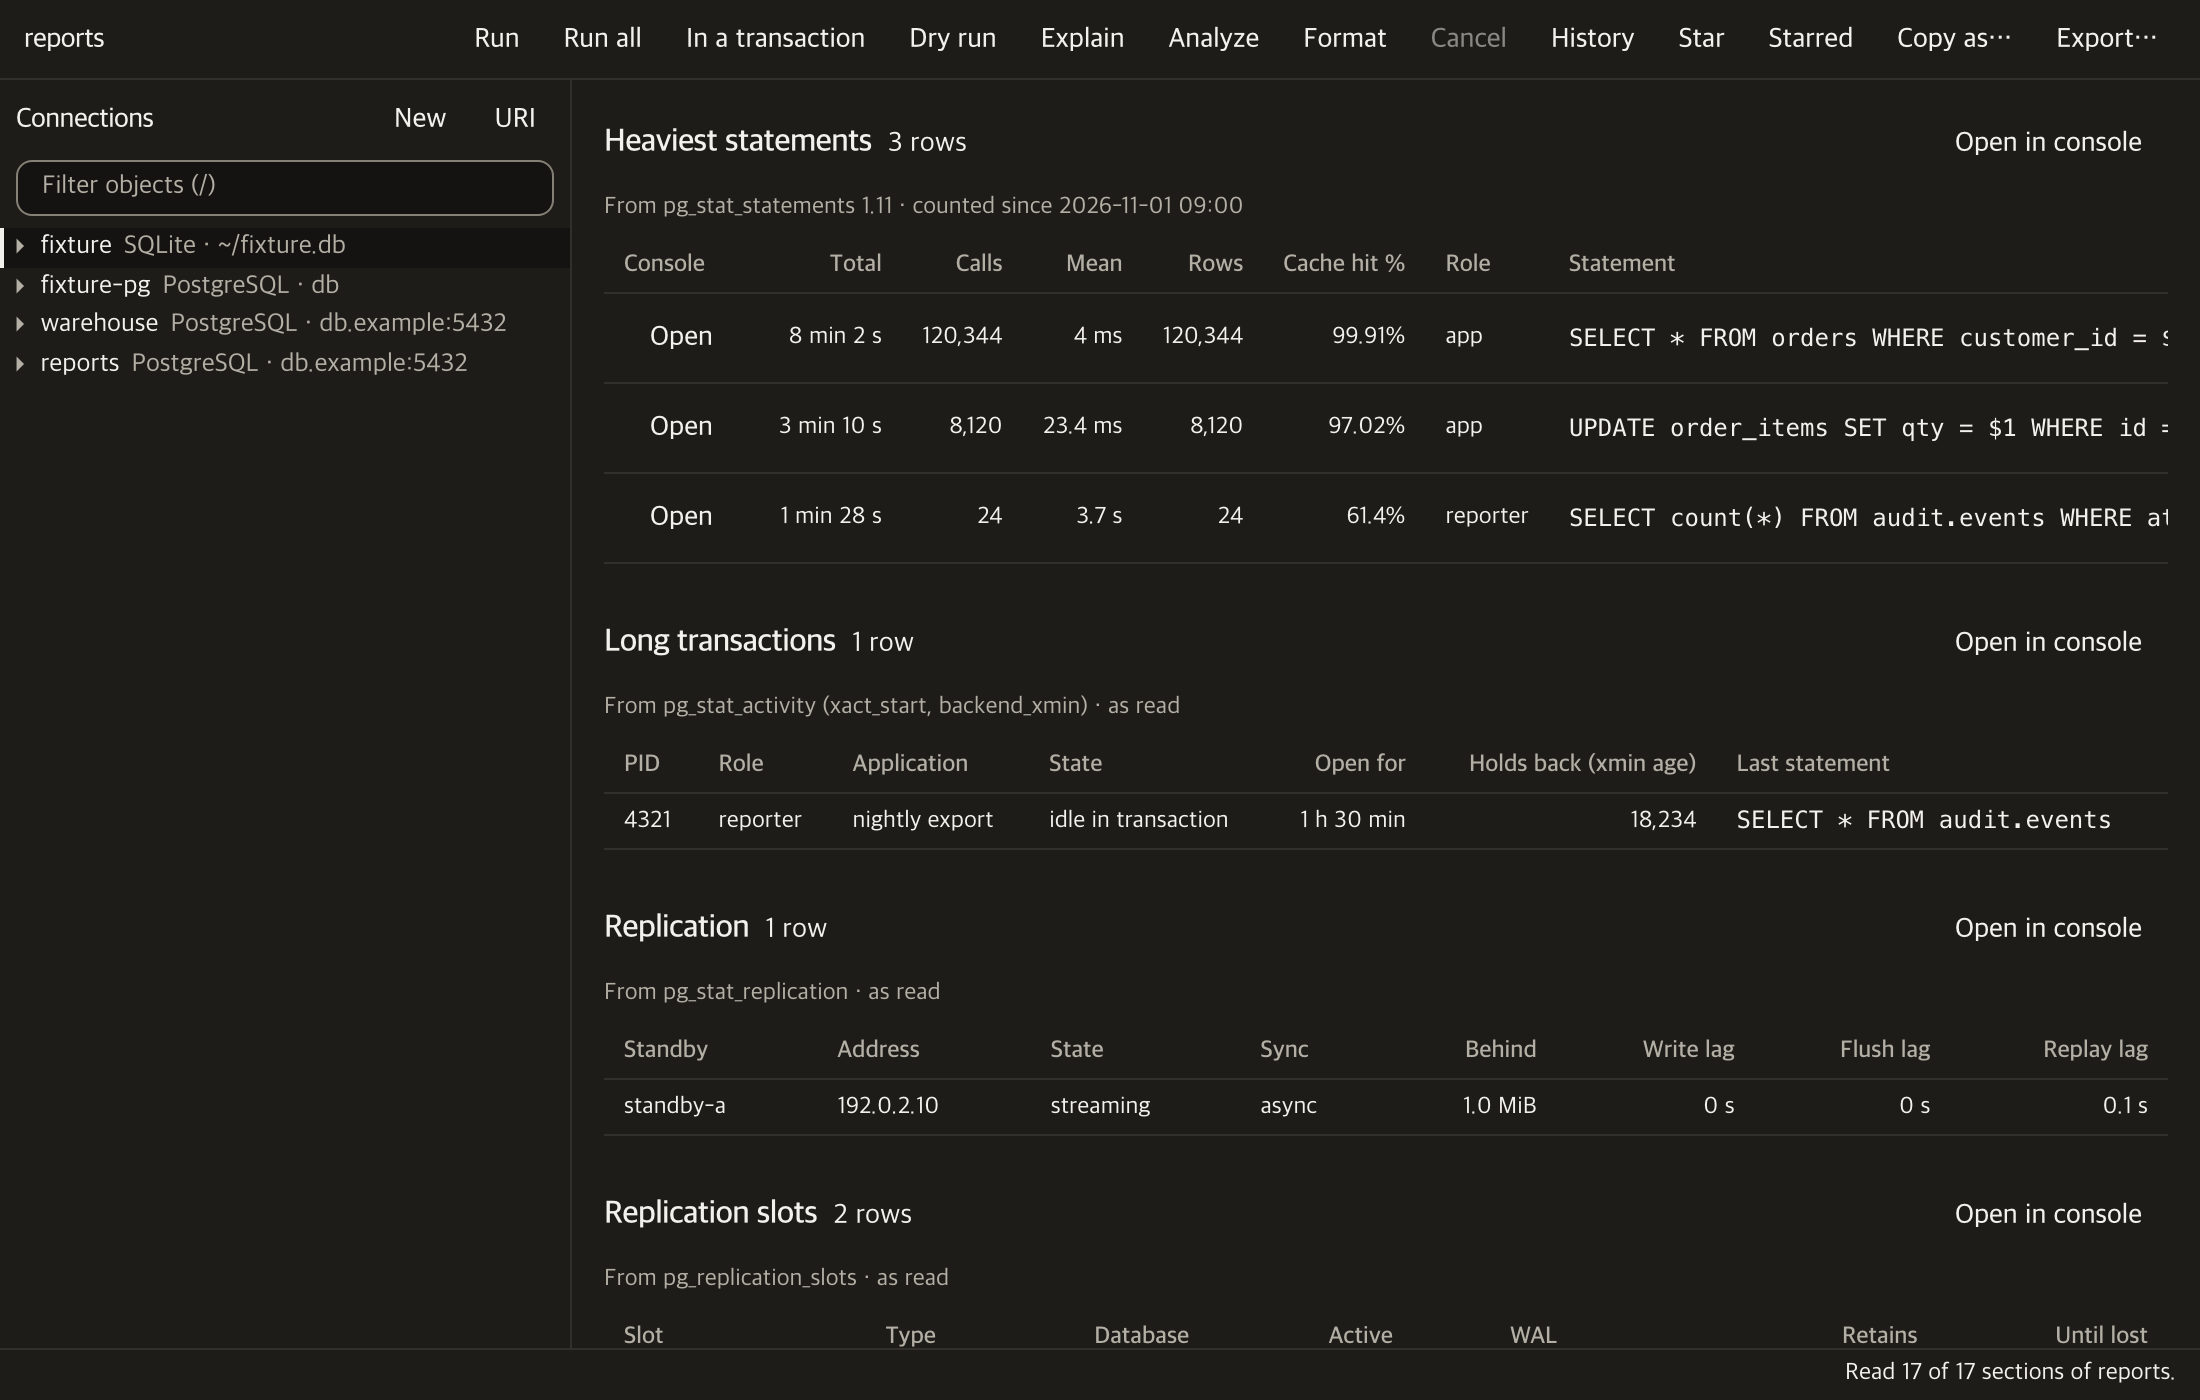 reports Run Run all In a transaction Dry run Explain Analyze Format Cancel History Star Starred Copy as⋯ Export⋯
Connections New URI
Filter objects (/)
fixture SQLite · ~/fixture.db
fixture-pg PostgreSQL · db
warehouse PostgreSQL · db.example:5432
reports PostgreSQL · db.example:5432
Heaviest statements 3 rows Open in console
From pg_stat_statements 1.11 · counted since 2026-11-01 09:00
Console Total Calls Mean Rows Cache hit % Role Statement
Open 8 min 2 s 120,344 4 ms 120,344 99.91% app SELECT * FROM orders WHERE customer_id =
Open 3 min 10 s 8,120 23.4 ms 8,120 97.02% app UPDATE order_items SET qty = $1 WHERE id =
Open 1 min 28 s 24 3.7 s 24 61.4% reporter SELECT count(*) FROM audit.events WHERE
Long transactions 1 row Open in console
From pg_stat_activity (xact_start, backend_xmin) · as read
PID Role Application State Open for Holds back (xmin age) Last statement
4321 reporter nightly export idle in transaction 1 h 30 min 18,234 SELECT * FROM audit.events
Replication 1 row Open in console
From pg_stat_replication · as read
Standby Address State Sync Behind Write lag Flush lag Replay lag
standby-a 192.0.2.10 streaming async 1.0 MiB 0 s 0 s 0.1 s
Replication slots 2 rows Open in console
From pg_replication_slots · as read
Slot Type Database Active WAL Retains Until lost
Read 17 of 17 sections of reports.